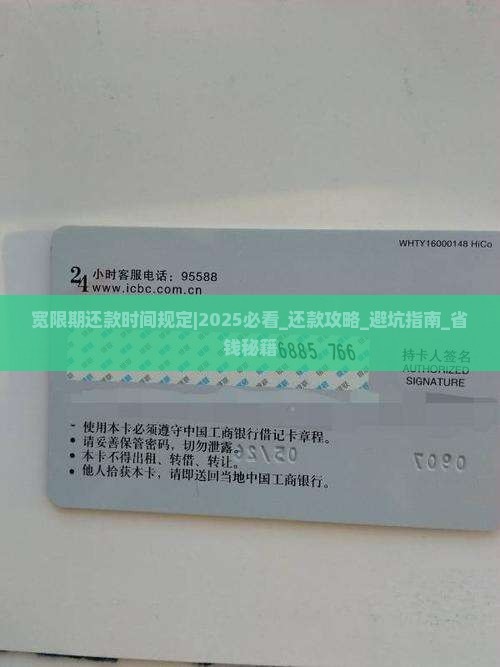 WHTY16000148 HiCo
24 小时客服电话：95588
www.icbc.com.cn
宽限期还款时间规定|2025必看_还款攻略_避坑指南_省
钱秘籍
6885 766
持卡人签名
AUTHORIZED
SIGNATURE
- 使用本卡必须遵守中国工商银行借记卡章程。
• 请妥善保管密码，切勿泄露。
• 本卡不得出租、转借、转让。
• 他人拾获本卡，请即送回当地中国工商银行。
05/26
0907